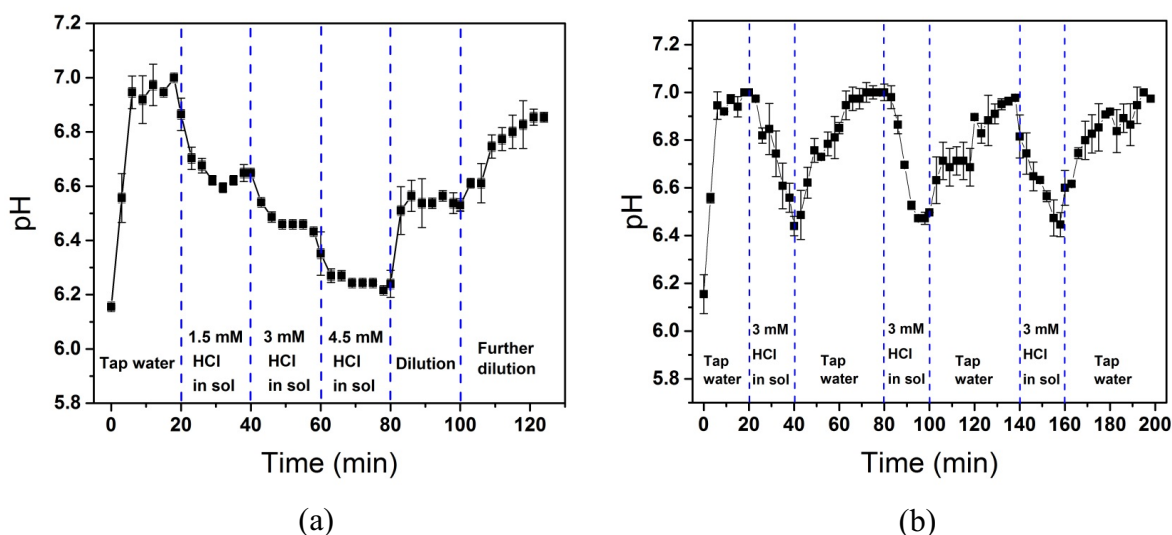 7.2
7.0
6.8
6.6
6.4
6.2
6.0
5.8
pH
Tap water
1.5 mM
HCl
in sol
3 mM
HCl
in sol
4.5 mM
HCl
in sol
Dilution
Further
dilution
0 20 40 60 80 100 120
Time (min)
(a)
7.2
7.0
6.8
6.6
6.4
6.2
6.0
5.8
pH
Tap
water
3 mM
HCl
in sol
Tap
water
3 mM
HCl
in sol
Tap
water
3 mM
HCl
in sol
Tap
water
0 20 40 60 80 100 120 140 160 180 200
Time (min)
(b)